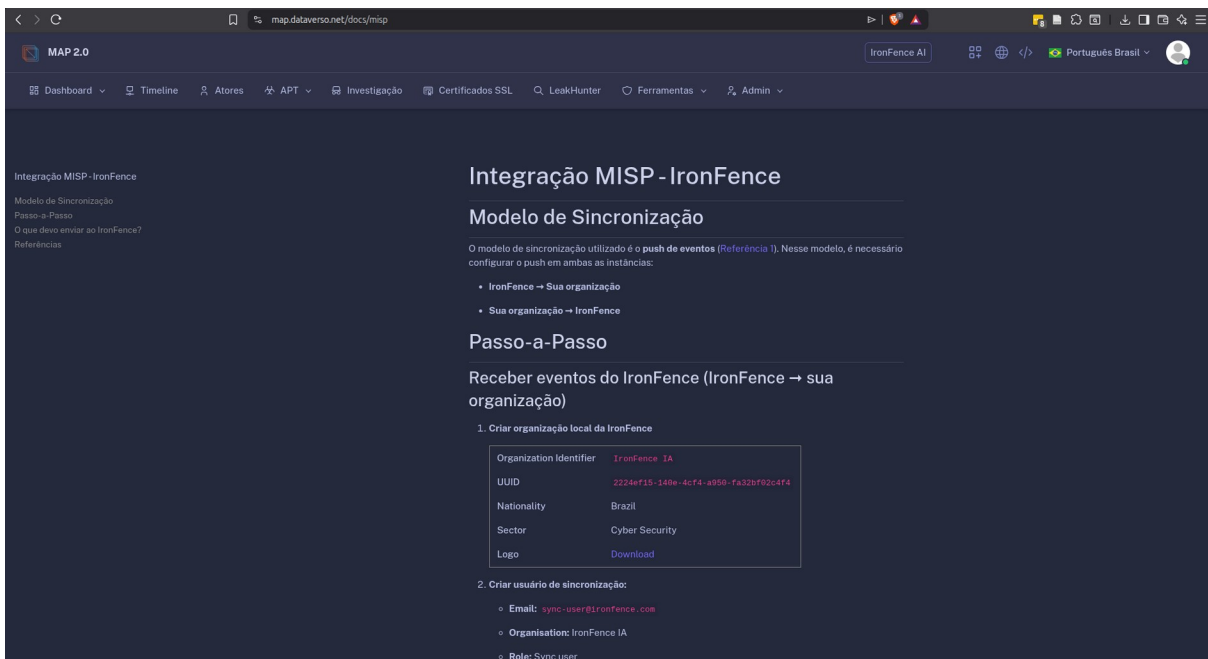 map.dataverso.net/docs/misp
MAP 2.0
IronFence AI
Português Brasil
Dashboard Timeline Atores APT Investigação Certificados SSL LeakHunter Ferramentas Admin
Integração MISP-IronFence
Modelo de Sincronização
Passo-a-Passo
O que devo enviar ao IronFence?
Referências
Integração MISP - IronFence
Modelo de Sincronização
O modelo de sincronização utilizado é o push de eventos (Referência 1). Nesse modelo, é necessário
configurar o push em ambas as instâncias:
• IronFence → Sua organização
• Sua organização → IronFence
Passo-a-Passo
Receber eventos do IronFence (IronFence → sua
organização)
1. Criar organização local da IronFence
Organization Identifier IronFence IA
UUID 2224ef15-140e-4cf4-a950-fa32bf02c4f4
Nationality Brazil
Sector Cyber Security
Logo Download
2. Criar usuário de sincronização:
Email: sync-user@ironfence.com
Organisation: IronFence IA
Role: Sync user